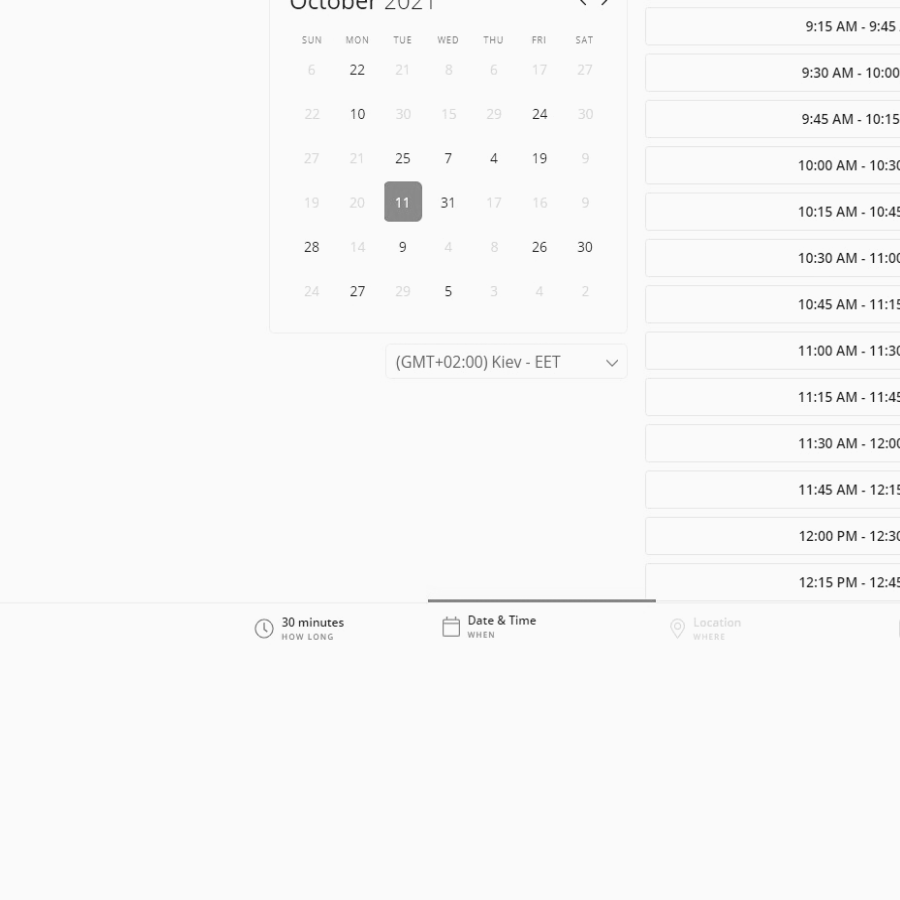 October 2021
SUN MON TUE WED THU FRI SAT
6 22 21 8 6 17 27
22 10 30 15 29 24 30
27 21 25 7 4 19 9
19 20 11 31 17 16 9
28 14 9 4 8 26 30
24 27 29 5 3 4 2
(GMT+02:00) Kiev - EET
9:15 AM - 9:45
9:30 AM - 10:00
9:45 AM - 10:15
10:00 AM - 10:30
10:15 AM - 10:45
10:30 AM - 11:00
10:45 AM - 11:15
11:00 AM - 11:30
11:15 AM - 11:45
11:30 AM - 12:00
11:45 AM - 12:15
12:00 PM - 12:30
12:15 PM - 12:45
30 minutes
HOW LONG
Date & Time
WHEN
Location
WHERE